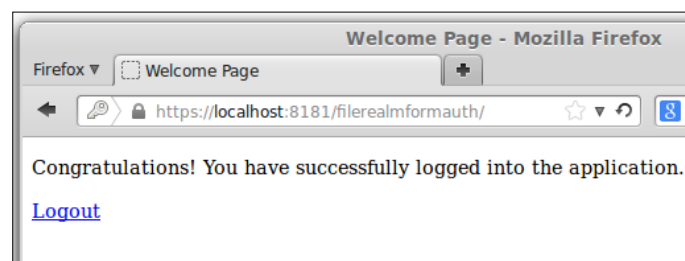 Welcome Page - Mozilla Firefox
Firefox
Welcome Page
https://localhost:8181/filerealmformauth/
8
Congratulations! You have successfully logged into the application.
Logout